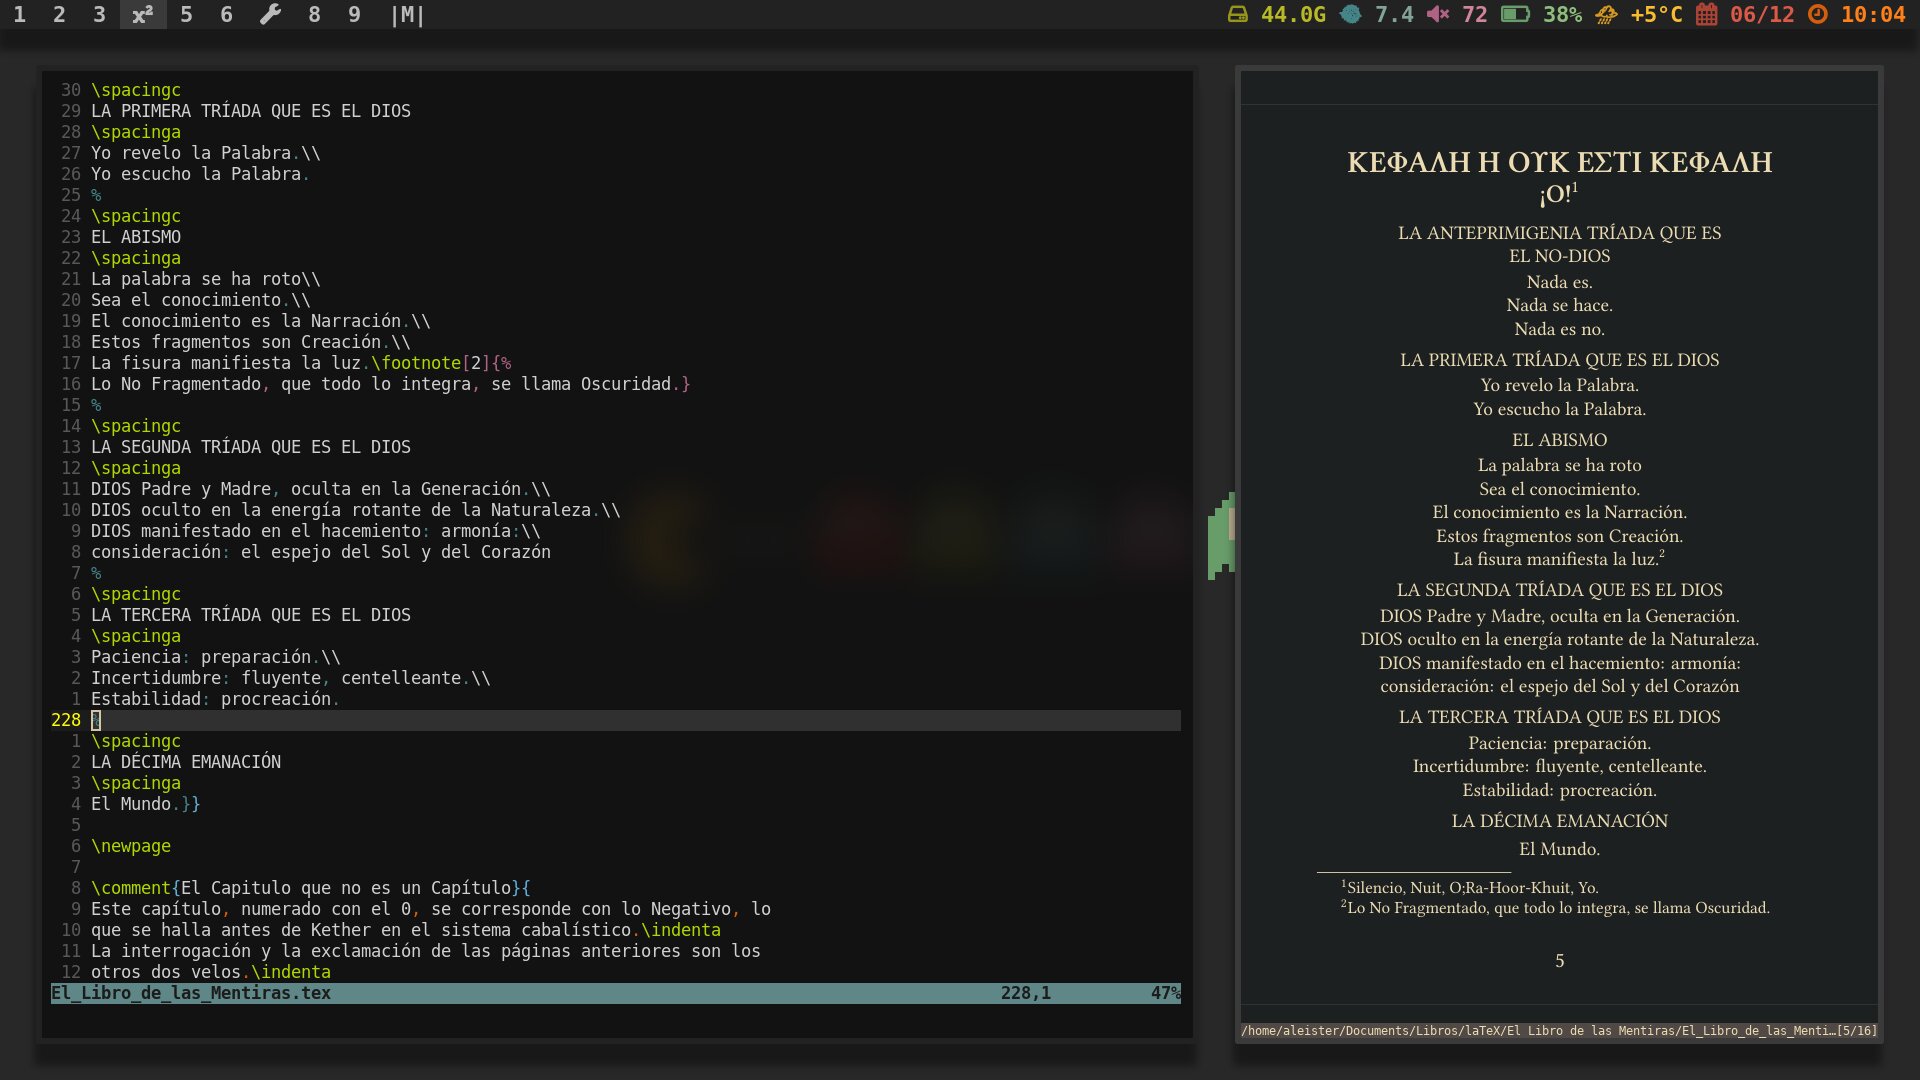 1 2 3 x² 5 6 8 9 |M| 44.0G 7.4 72 38% +5°C 06/12 10:04
30 \spacingc
29 LA PRIMERA TRÍADA QUE ES EL DIOS
28 \spacinga
27 Yo revelo la Palabra.\\
26 Yo escucho la Palabra.
25 %
24 \spacingc
23 EL ABISMO
22 \spacinga
21 La palabra se ha roto\\
20 Sea el conocimiento.\\
19 El conocimiento es la Narración.\\
18 Estos fragmentos son Creación.\\
17 La fisura manifiesta la luz.\footnote[2]{%
16 Lo No Fragmentado, que todo lo integra, se llama Oscuridad.}
15 %
14 \spacingc
13 LA SEGUNDA TRÍADA QUE ES EL DIOS
12 \spacinga
11 DIOS Padre y Madre, oculta en la Generación.\\
10 DIOS oculto en la energía rotante de la Naturaleza.\\
9 DIOS manifestado en el hacemiento: armonía:\\
8 consideración: el espejo del Sol y del Corazón
7 %
6 \spacingc
5 LA TERCERA TRÍADA QUE ES EL DIOS
4 \spacinga
3 Paciencia: preparación.\\
2 Incertidumbre: fluyente, centelleante.\\
1 Estabilidad: procreación.
228 %
1 \spacingc
2 LA DÉCIMA EMANACIÓN
3 \spacinga
4 El Mundo.}}
5
6 \newpage
7
8 \comment{El Capitulo que no es un Capítulo}{
9 Este capítulo, numerado con el 0, se corresponde con lo Negativo, lo
10 que se halla antes de Kether en el sistema cabalístico.\indenta
11 La interrogación y la exclamación de las páginas anteriores son los
12 otros dos velos.\indenta
El_Libro_de_las_Mentiras.tex 228,1 47%
ΚΕΦΑΛΗ Η ΟΥΚ ΕΣΤΙ ΚΕΦΑΛΗ
¡O!¹
LA ANTEPRIMIGENIA TRÍADA QUE ES
EL NO-DIOS
Nada es.
Nada se hace.
Nada es no.
LA PRIMERA TRÍADA QUE ES EL DIOS
Yo revelo la Palabra.
Yo escucho la Palabra.
EL ABISMO
La palabra se ha roto
Sea el conocimiento.
El conocimiento es la Narración.
Estos fragmentos son Creación.
La fisura manifiesta la luz.²
LA SEGUNDA TRÍADA QUE ES EL DIOS
DIOS Padre y Madre, oculta en la Generación.
DIOS oculto en la energía rotante de la Naturaleza.
DIOS manifestado en el hacemiento: armonía:
consideración: el espejo del Sol y del Corazón
LA TERCERA TRÍADA QUE ES EL DIOS
Paciencia: preparación.
Incertidumbre: fluyente, centelleante.
Estabilidad: procreación.
LA DÉCIMA EMANACIÓN
El Mundo.
¹Silencio, Nuit, O;Ra-Hoor-Khuit, Yo.
²Lo No Fragmentado, que todo lo integra, se llama Oscuridad.
5
/home/aleister/Documents/Libros/laTeX/El Libro de las Mentiras/El_Libro_de_las_Menti…[5/16]